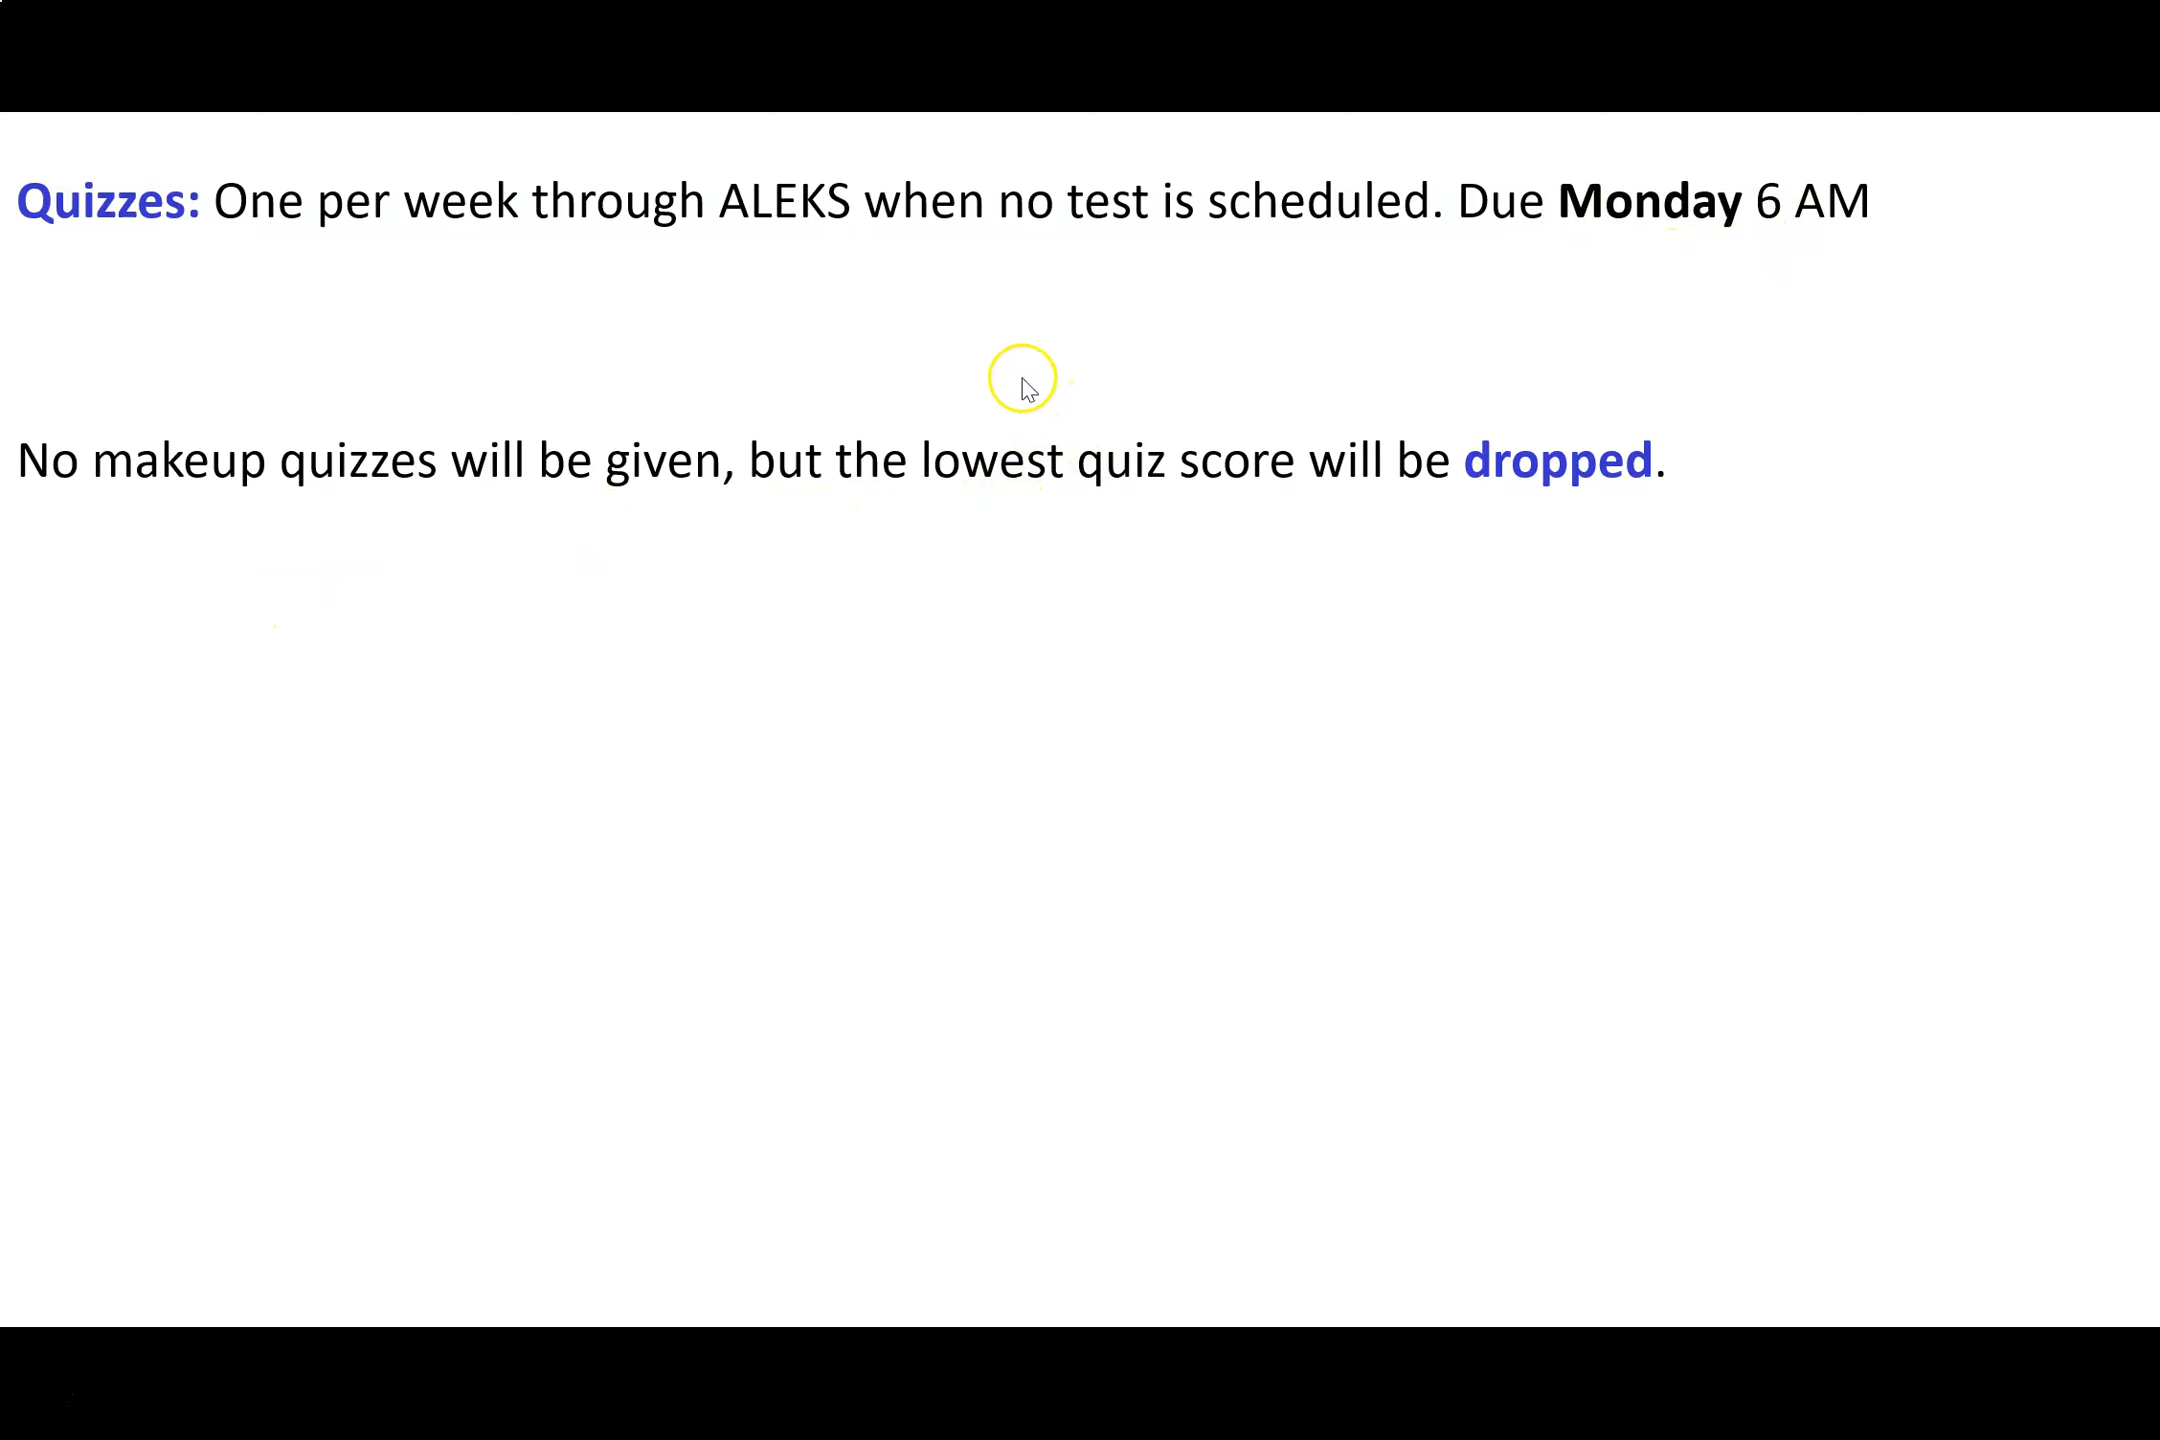 Quizzes: One per week through ALEKS when no test is scheduled. Due Monday 6 AM
No makeup quizzes will be given, but the lowest quiz score will be dropped.